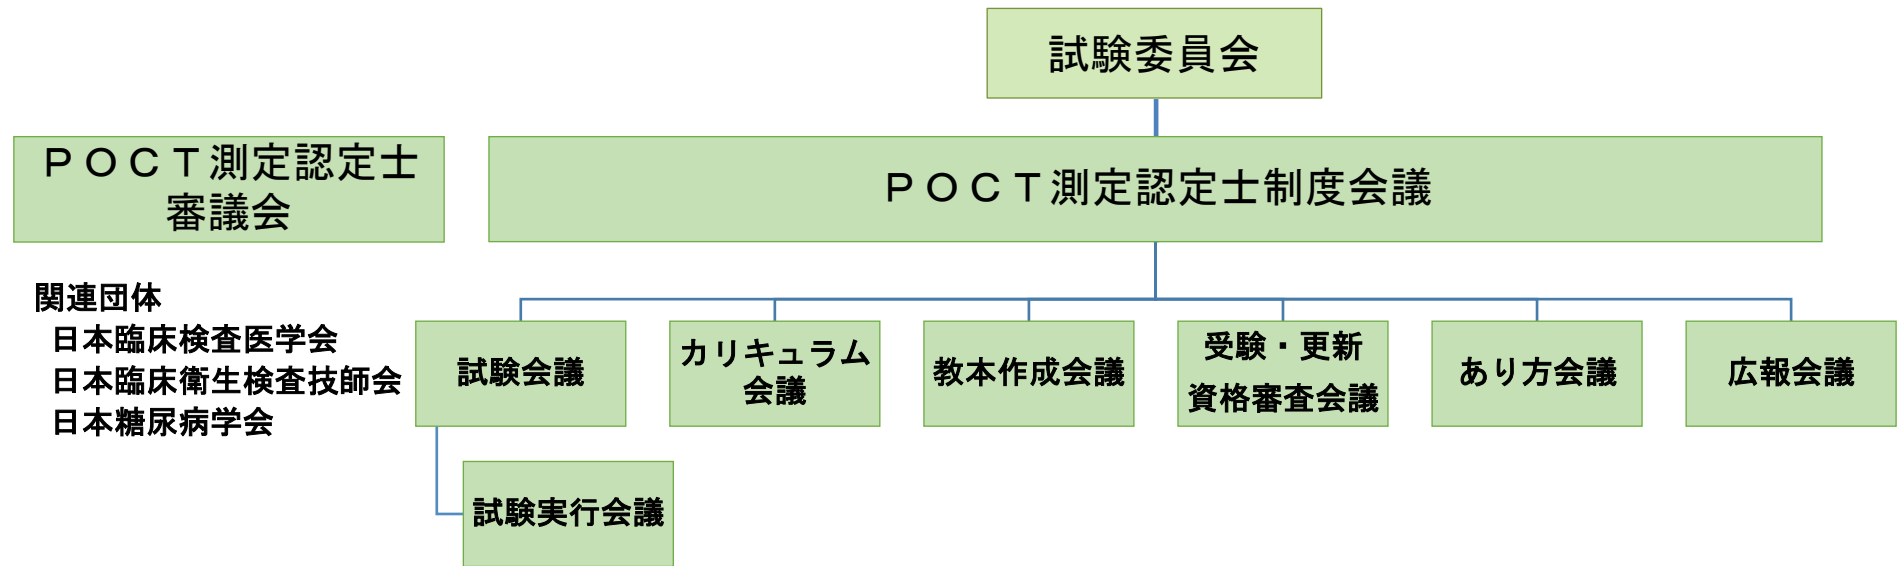 試験委員会
ＰＯＣＴ測定認定士
審議会
ＰＯＣＴ測定認定士制度会議
関連団体
日本臨床検査医学会
日本臨床衛生検査技師会
日本糖尿病学会
試験会議
カリキュラム
会議
教本作成会議
受験・更新
資格審査会議
あり方会議
広報会議
試験実行会議